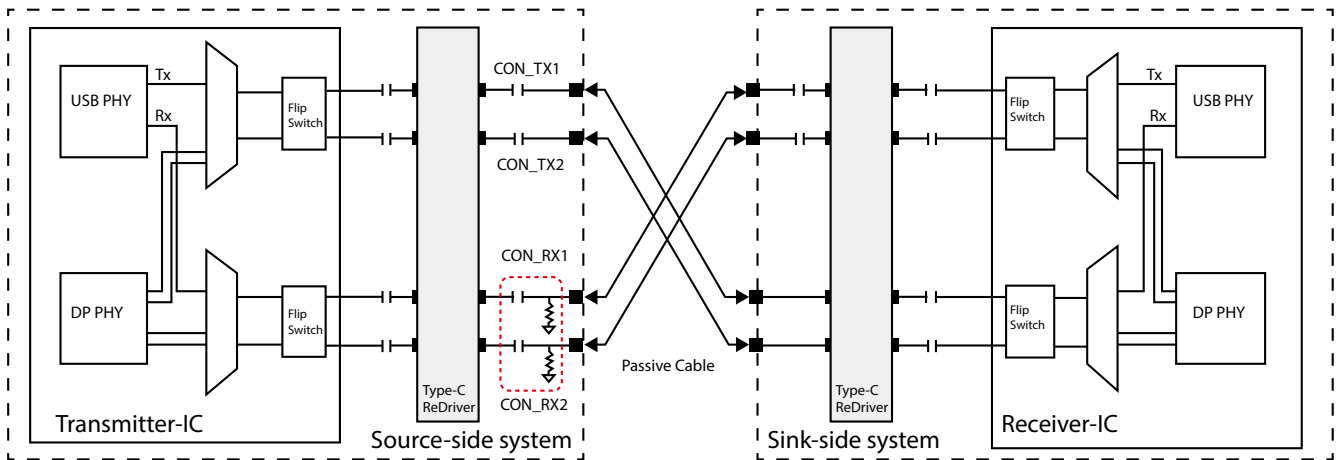 CON_TX1
Tx
Tx
USB PHY
USB PHY
Flip
Switch
Flip
Switch
Rx
Rx
CON_TX2
CON_RX1
DP PHY
DP PHY
Flip
Switch
Flip
Switch
Passive Cable
Type-C
ReDriver
Type-C
ReDriver
CON_RX2
Transmitter-IC
Receiver-IC
Source-side system
Sink-side system